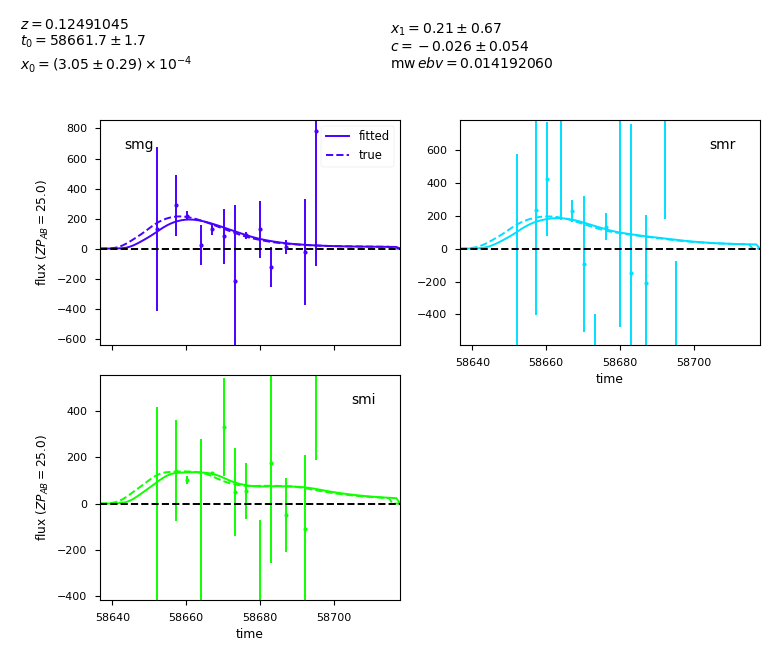 z = 0.12491045
t₀ = 58661.7 ± 1.7
x₀ = (3.05 ± 0.29) × 10⁻⁴
x₁ = 0.21 ± 0.67
c = −0.026 ± 0.054
mwebv = 0.014192060
smg
fitted
true
800
600
400
200
0
−200
−400
−600
flux (ZP_AB = 25.0)
smr
600
400
200
0
−200
−400
58640
58660
58680
58700
time
smi
400
200
0
−200
−400
flux (ZP_AB = 25.0)
58640
58660
58680
58700
time